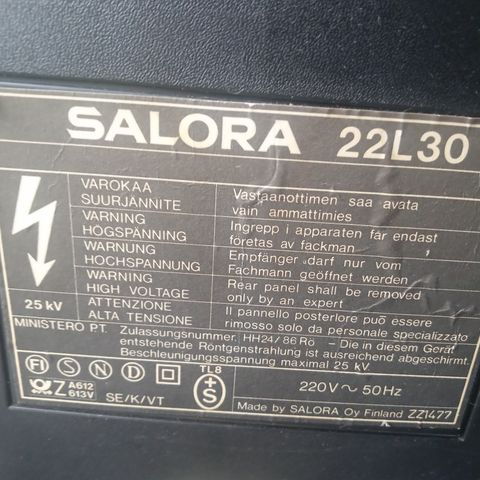 SALORA 22L30
VAROKAA
SUURJÄNNITE
Vastaanottimen saa avata
vain ammattimies
VARNING
HÖGSPÄNNING
Ingrepp i apparaten får endast
företas av fackman
WARNUNG
HOCHSPANNUNG
Empfänger darf nur vom
Fachmann geöffnet werden
WARNING
HIGH VOLTAGE
Rear panel shall be removed
only by an expert
25 kV
ATTENZIONE
ALTA TENSIONE
Il pannello posterlore può essere
rimosso solo da personale specializzato
MINISTERO P.T. Zulassungsnummer. HH24/86 Rö – Die in diesem Gerät
entstehende Röntgenstrahlung ist ausreichend abgeschirmt.
Beschleunigungsspannung maximal 25 kV
FI S N D TL8
+S
Z A612
613V SE/K/VT
220V ~ 50Hz
Made by SALORA Oy Finland ZZ1477